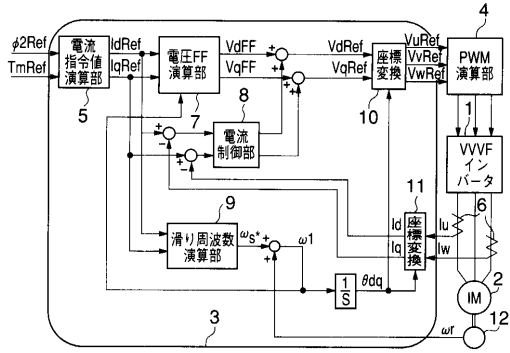 φ2Ref
TmRef
電流
指令値
演算部
5
IdRef
IqRef
電圧FF
演算部
7
VdFF
VqFF
+
+
+
+
VdRef
VqRef
座標
変換
10
VuRef
VvRef
VwRef
4
PWM
演算部
1
VVVF
イン
バータ
+
−
+
−
8
電流
制御部
9
滑り周波数
演算部
ωs*
+
+
ω1
1
S
θdq
Id
Iq
11
座標変換
Iu
Iw
6
IM
2
12
ωr
3